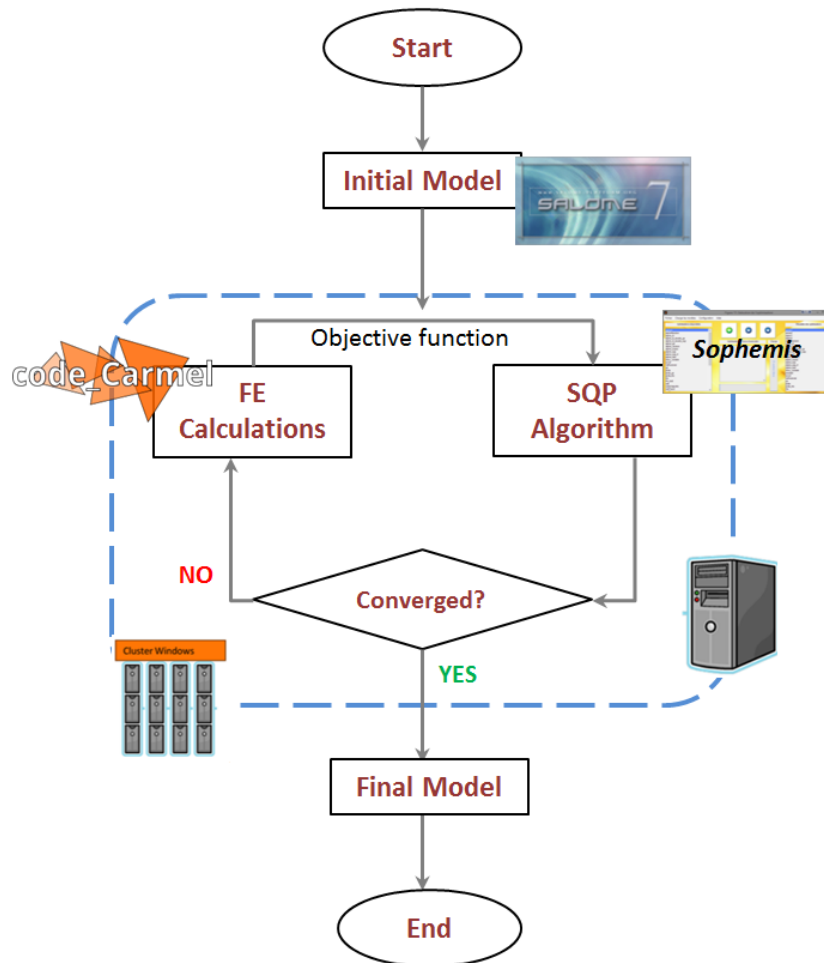 Start
Initial Model
SALOME 7
Objective function
Sophemis
code_Carmel
FE
Calculations
SQP
Algorithm
NO
Converged?
Cluster Windows
YES
Final Model
End